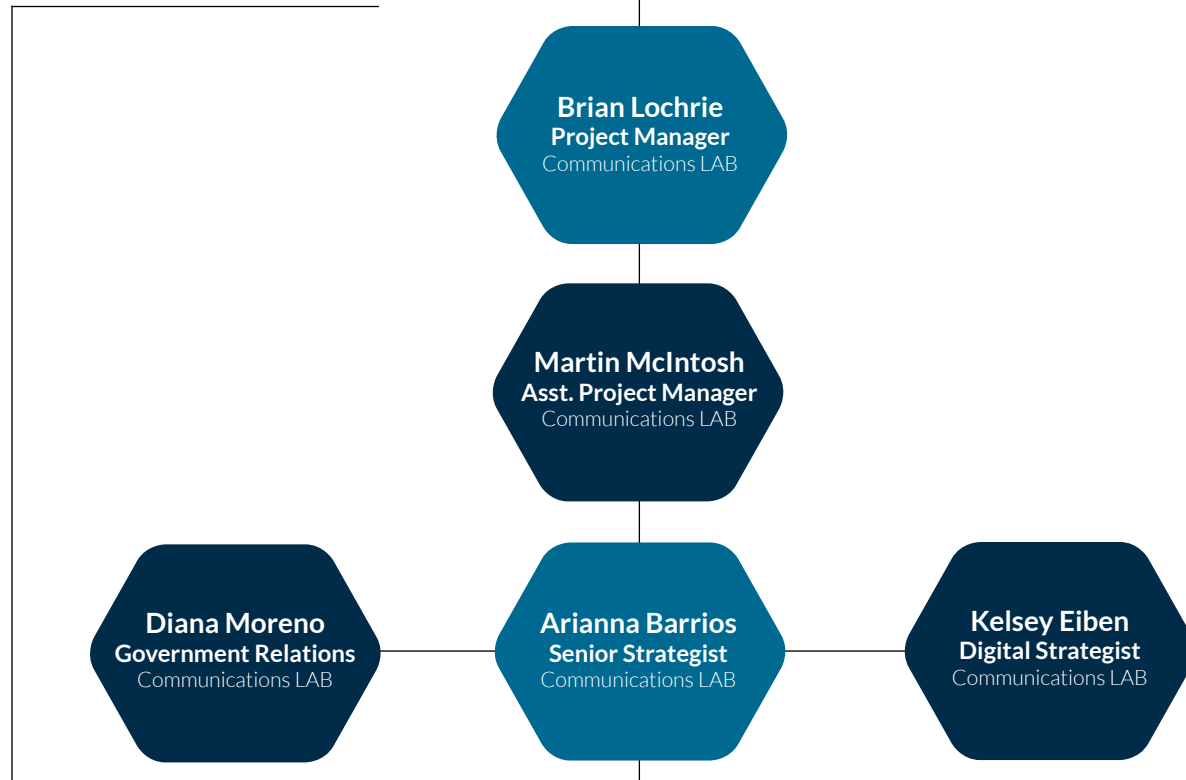 Brian Lochrie
Project Manager
Communications LAB
Martin McIntosh
Asst. Project Manager
Communications LAB
Diana Moreno
Government Relations
Communications LAB
Arianna Barrios
Senior Strategist
Communications LAB
Kelsey Eiben
Digital Strategist
Communications LAB